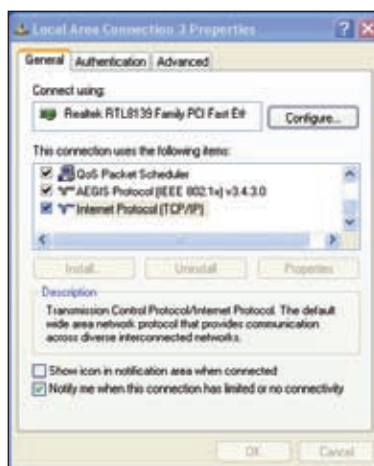 Local Area Connection 3 Properties
General Authentication Advanced
Connect using:
Realtek RTL8139 Family PCI Fast Eth
Configure...
This connection uses the following items:
QoS Packet Scheduler
AEGIS Protocol (IEEE 802.1x) v3.4.3.0
Internet Protocol (TCP/IP)
Install... Uninstall Properties
Description
Transmission Control Protocol/Internet Protocol. The default
wide area network protocol that provides communication
across diverse interconnected networks.
Show icon in notification area when connected
Notify me when this connection has limited or no connectivity
OK Cancel